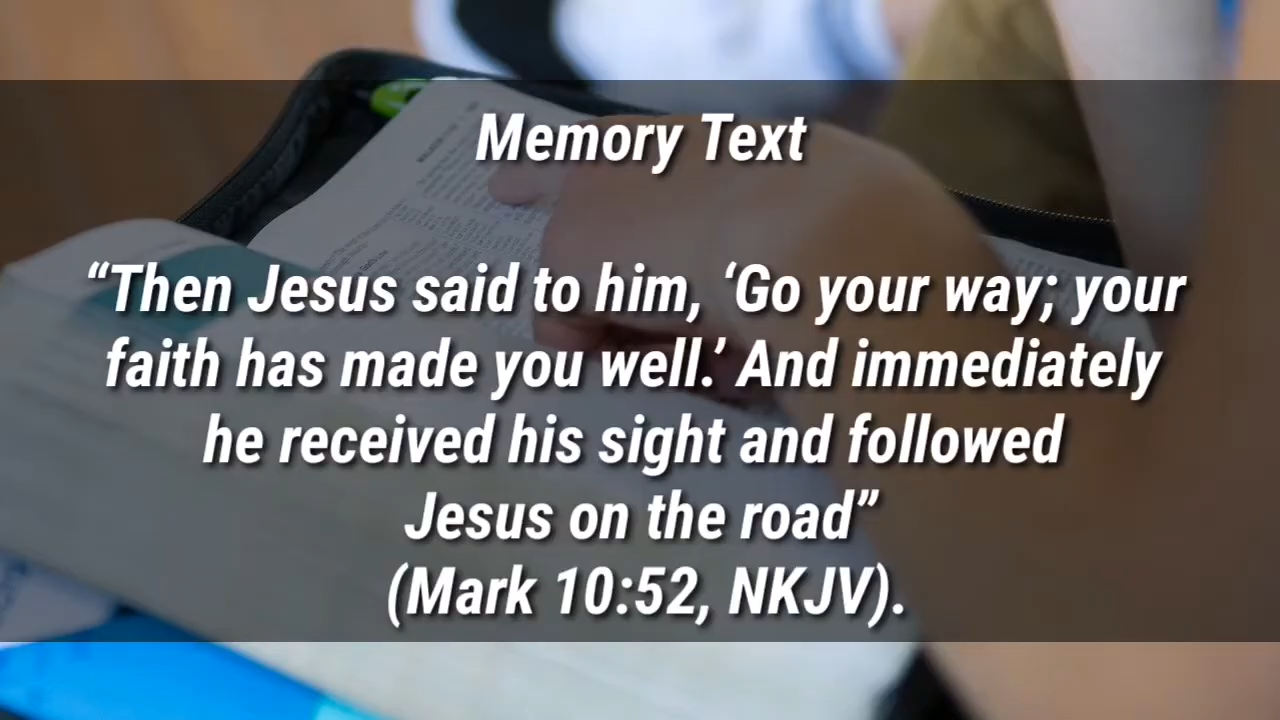 Memory Text
“Then Jesus said to him, ‘Go your way; your
faith has made you well.’ And immediately
he received his sight and followed
Jesus on the road”
(Mark 10:52, NKJV).